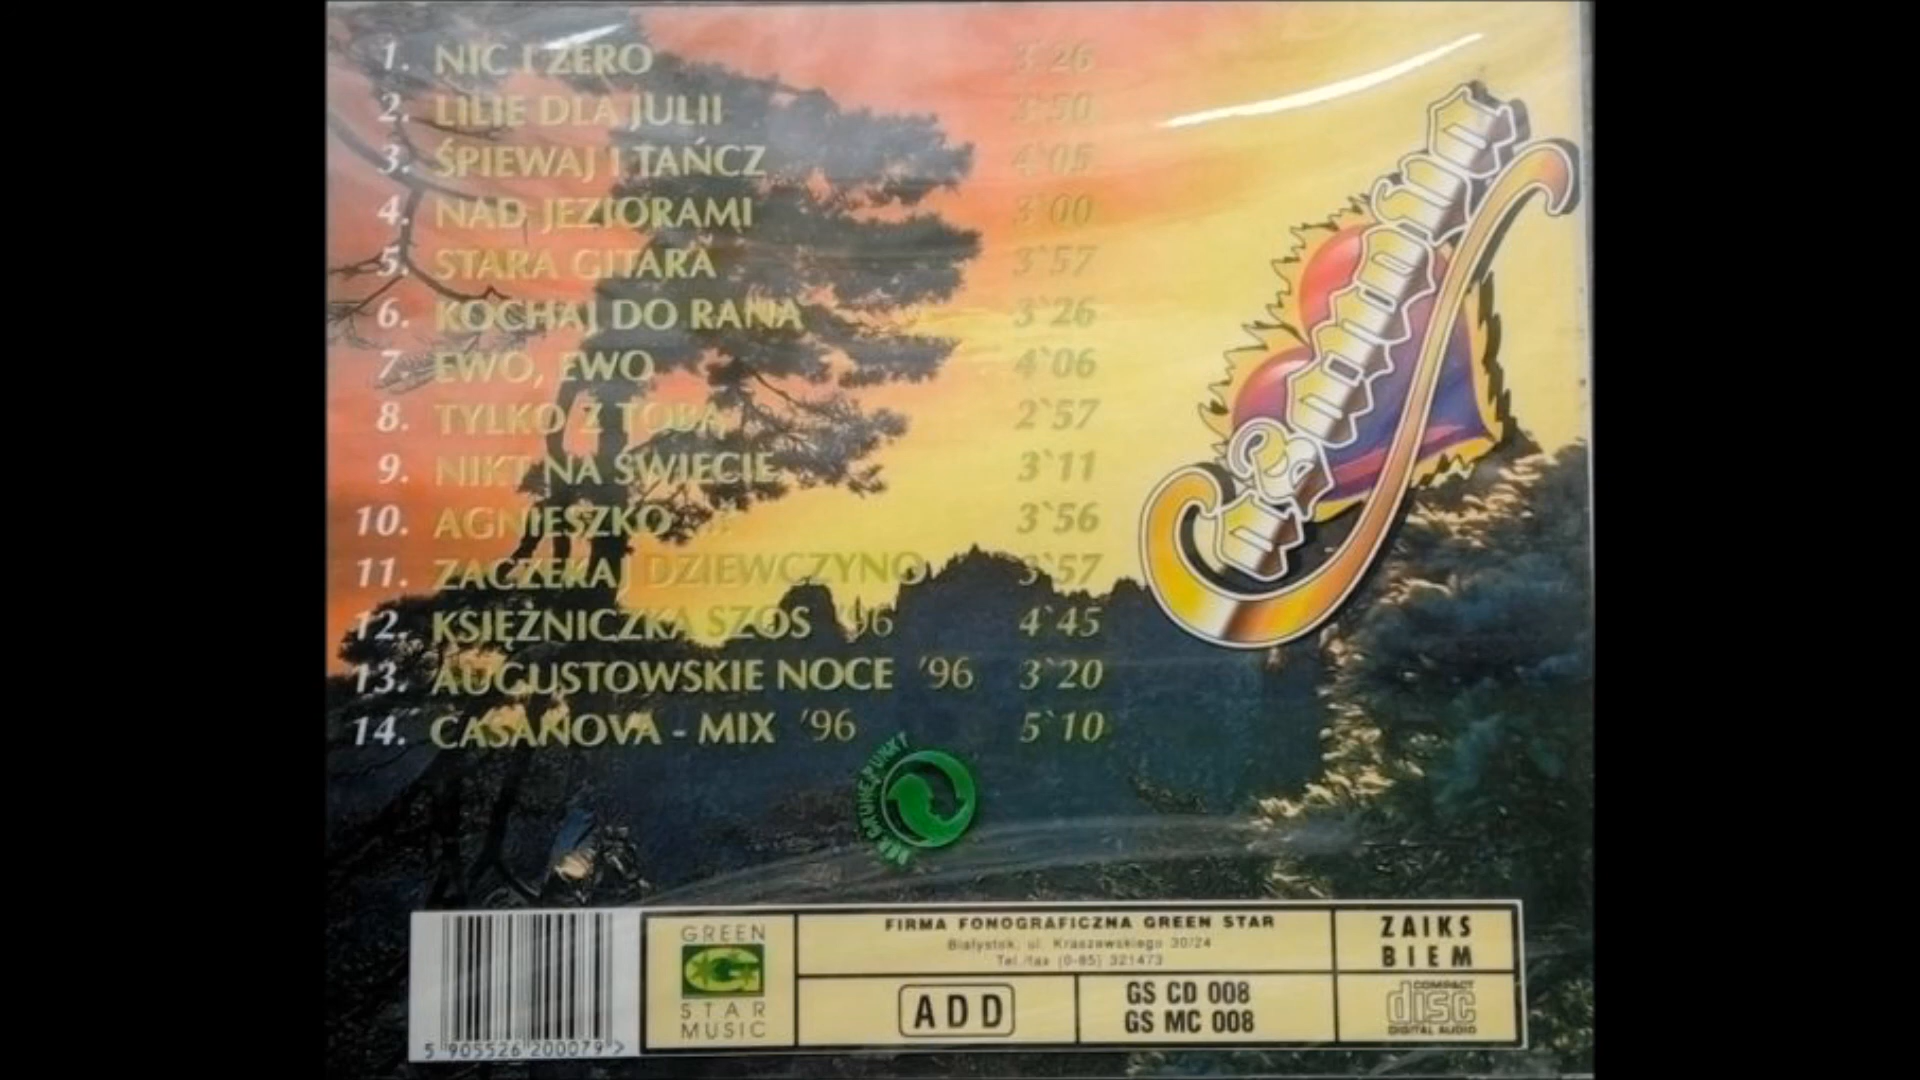 1. NIC I ZERO 3`26
2. LILIE DLA JULII 3`50
3. ŚPIEWAJ I TAŃCZ 4`05
4. NAD JEZIORAMI 3`00
5. STARA GITARA 3`57
6. KOCHAJ DO RANA 3`26
7. EWO, EWO 4`06
8. TYLKO Z TOBĄ 2`57
9. NIKT NA ŚWIECIE 3`11
10. AGNIESZKO ... 3`56
11. ZACZEKAJ DZIEWCZYNO 3`57
12. KSIĘŻNICZKA SZOS '96 4`45
13. AUGUSTOWSKIE NOCE '96 3`20
14. CASANOVA - MIX '96 5`10
DER GRÜNE PUNKT
5 905526 200079 >
GREEN
G
STAR
MUSIC
FIRMA FONOGRAFICZNA GREEN STAR
Białystok, ul. Kraszewskiego 30/24
Tel./fax (0-85) 321473
ADD
GS CD 008
GS MC 008
ZAIKS
BIEM
COMPACT
disc
DIGITAL AUDIO